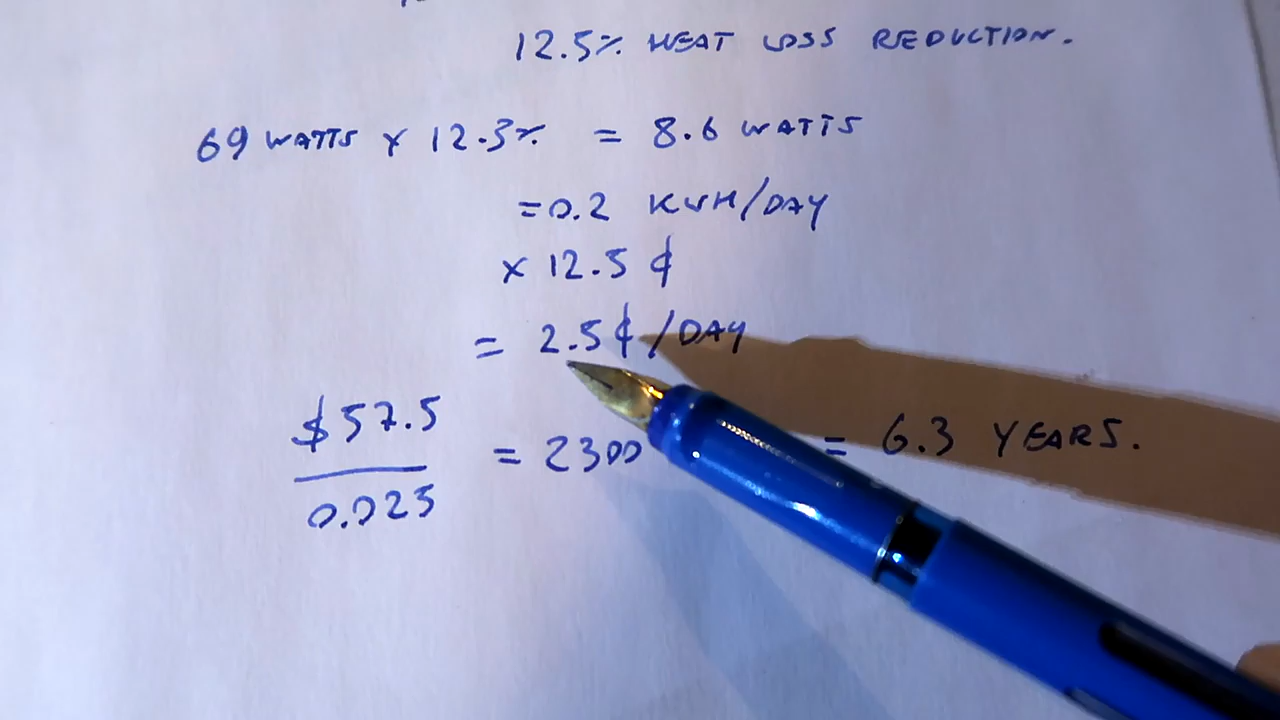 12.5% HEAT LOSS REDUCTION.
69 WATTS x 12.5% = 8.6 WATTS
=0.2 KWH/DAY
x 12.5 ¢
= 2.5¢/DAY
$57.5
= 2300 = 6.3 YEARS.
0.025